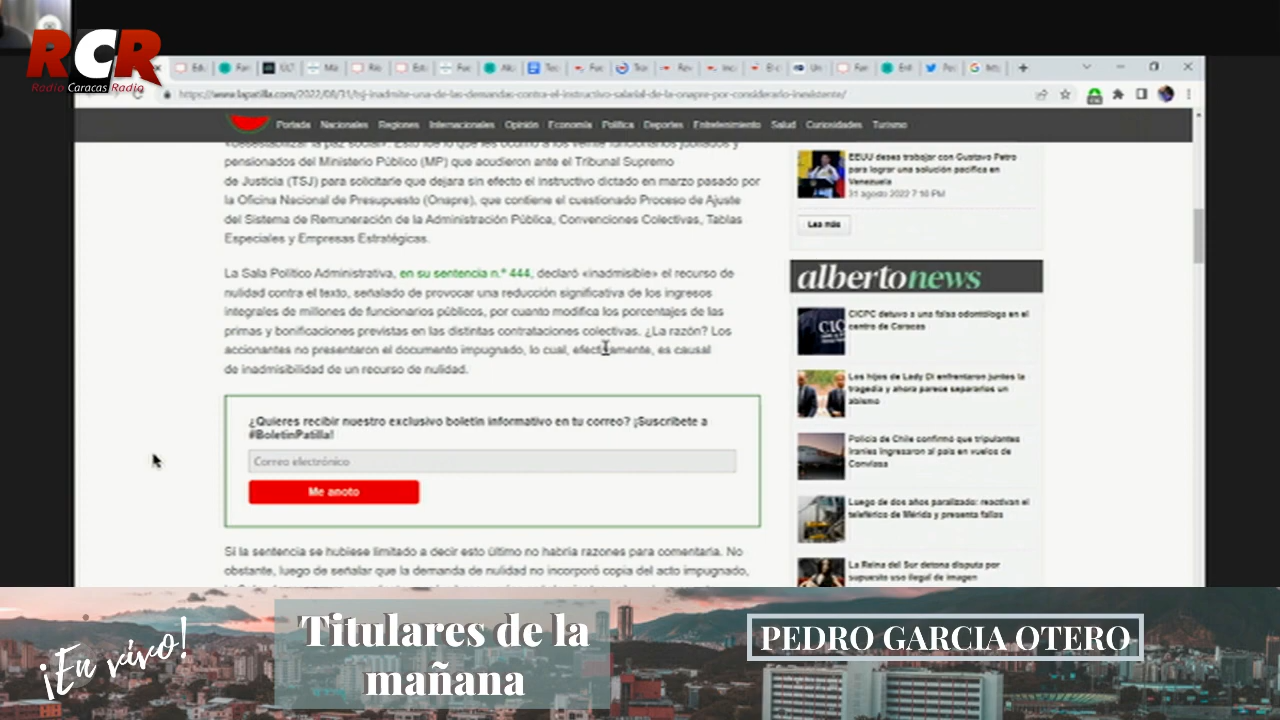 RCR
Radio Caracas Radio
https://www.lapatilla.com/2022/08/31/tsj-inadmite-una-de-las-demandas-contra-el-instructivo-salarial-de-la-onapre-por-considerarlo-inexistente/
Portada Nacionales Regiones Internacionales Opinión Economía Política Deportes Entretenimiento Salud Curiosidades Turismo
pensionados del Ministerio Público (MP) que acudieron ante el Tribunal Supremo
de Justicia (TSJ) para solicitarle que dejara sin efecto el instructivo dictado en marzo pasado por
la Oficina Nacional de Presupuesto (Onapre), que contiene el cuestionado Proceso de Ajuste
del Sistema de Remuneración de la Administración Pública, Convenciones Colectivas, Tablas
Especiales y Empresas Estratégicas.
La Sala Político Administrativa, en su sentencia n.º 444, declaró «inadmisible» el recurso de
nulidad contra el texto, señalado de provocar una reducción significativa de los ingresos
integrales de millones de funcionarios públicos, por cuanto modifica los porcentajes de las
primas y bonificaciones previstas en las distintas contrataciones colectivas. ¿La razón? Los
accionantes no presentaron el documento impugnado, lo cual, efectivamente, es causal
de inadmisibilidad de un recurso de nulidad.
¿Quieres recibir nuestro exclusivo boletín informativo en tu correo? ¡Suscríbete a
#BoletínPatilla!
Correo electrónico
Me anoto
Si la sentencia se hubiese limitado a decir esto último no habría razones para comentarla. No
obstante, luego de señalar que la demanda de nulidad no incorporó copia del acto impugnado,
EEUU desea trabajar con Gustavo Petro
para lograr una solución pacífica en
Venezuela
31 agosto 2022 7:16 PM
Lea más
albertonews
CICPC detuvo a una falsa odontóloga en el
centro de Caracas
Los hijos de Lady Di enfrentaron juntos la
tragedia y ahora parece separarlos un
abismo
Policía de Chile confirmó que tripulantes
iraníes ingresaron al país en vuelos de
Conviasa
Luego de dos años paralizado: reactivan el
teleférico de Mérida y presenta fallas
La Reina del Sur detona disputa por
supuesto uso ilegal de imagen
¡En vivo!
Titulares de la
mañana
PEDRO GARCIA OTERO